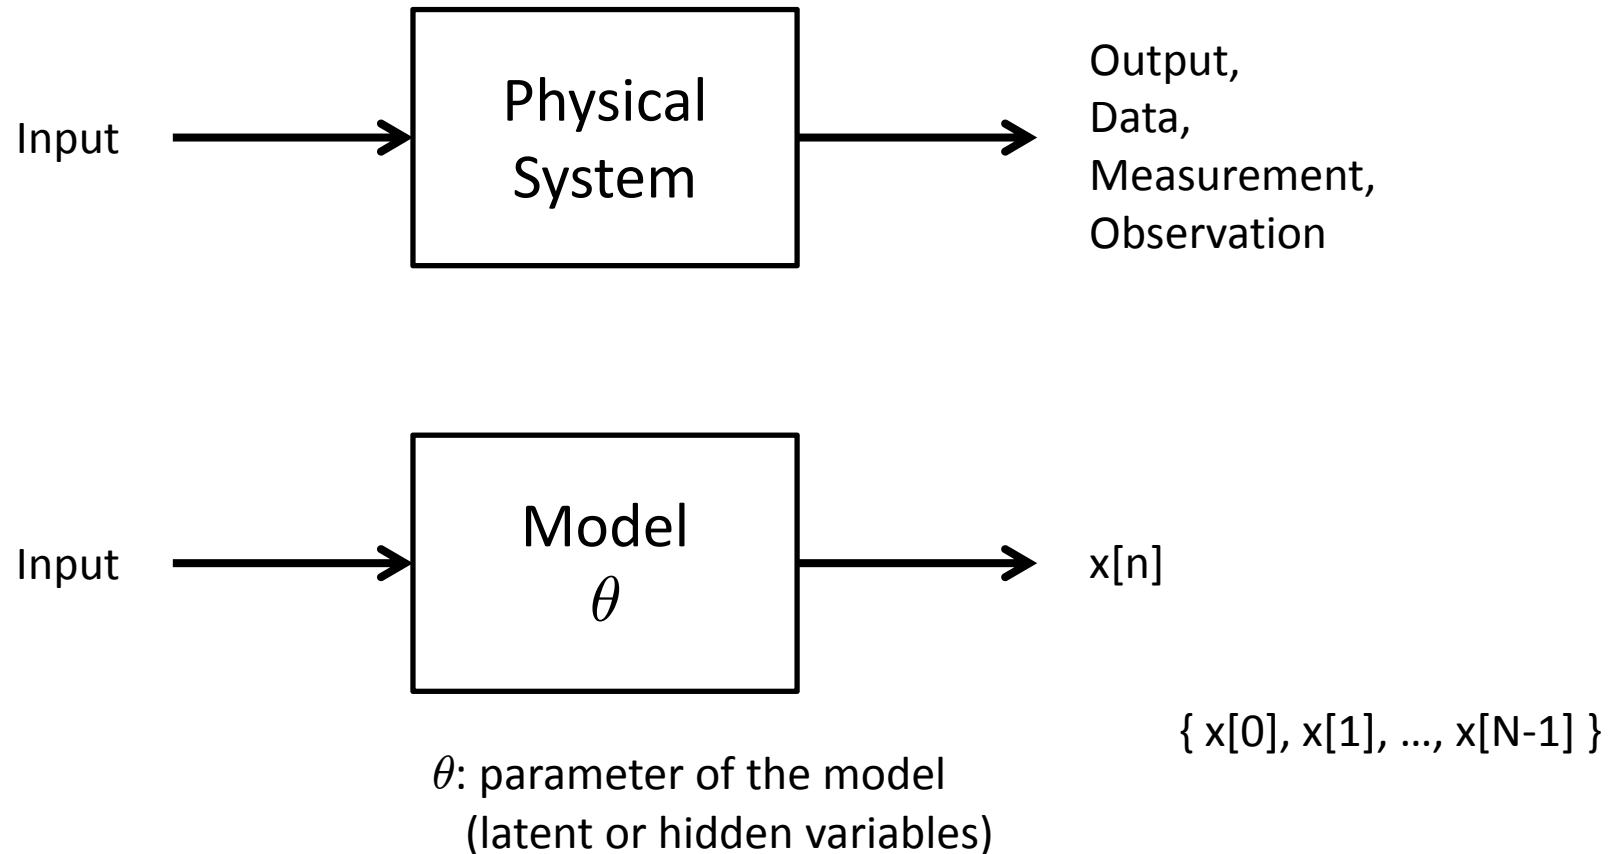 Input
Physical
System
Output,
Data,
Measurement,
Observation
Input
Model
θ
x[n]
{ x[0], x[1], …, x[N-1] }
θ: parameter of the model
(latent or hidden variables)